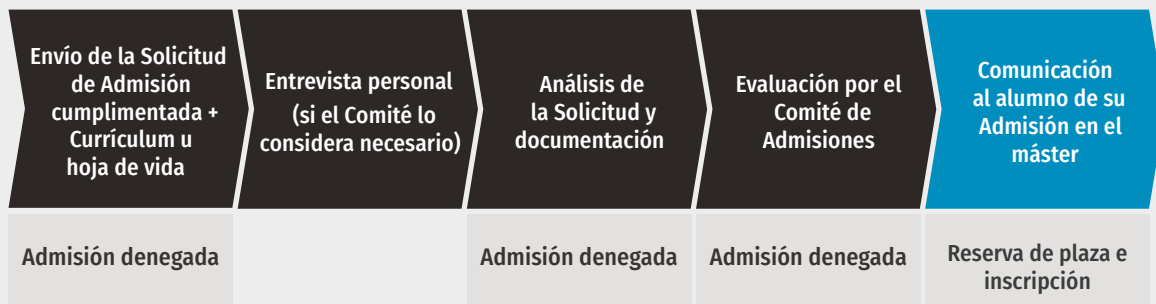 Envío de la Solicitud
de Admisión
cumplimentada +
Currículum u
hoja de vida
Entrevista personal
(si el Comité lo
considera necesario)
Análisis de
la Solicitud y
documentación
Evaluación por el
Comité de
Admisiones
Comunicación
al alumno de su
Admisión en el
máster
Admisión denegada
Admisión denegada
Admisión denegada
Reserva de plaza e
inscripción